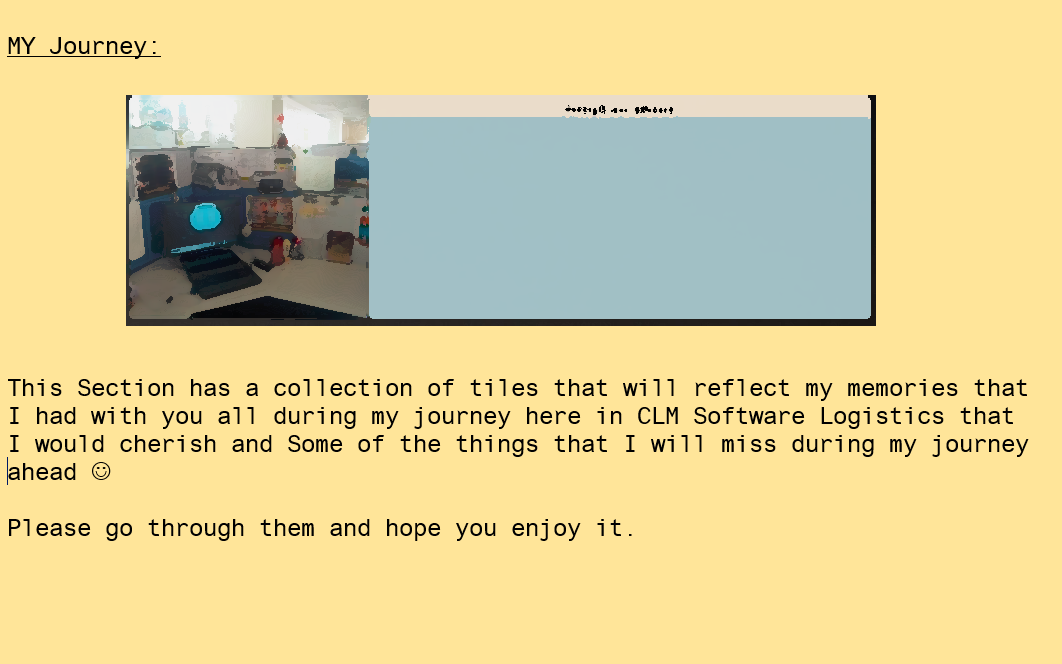 MY Journey:
This Section has a collection of tiles that will reflect my memories that
I had with you all during my journey here in CLM Software Logistics that
I would cherish and Some of the things that I will miss during my journey
ahead ☺
Please go through them and hope you enjoy it.